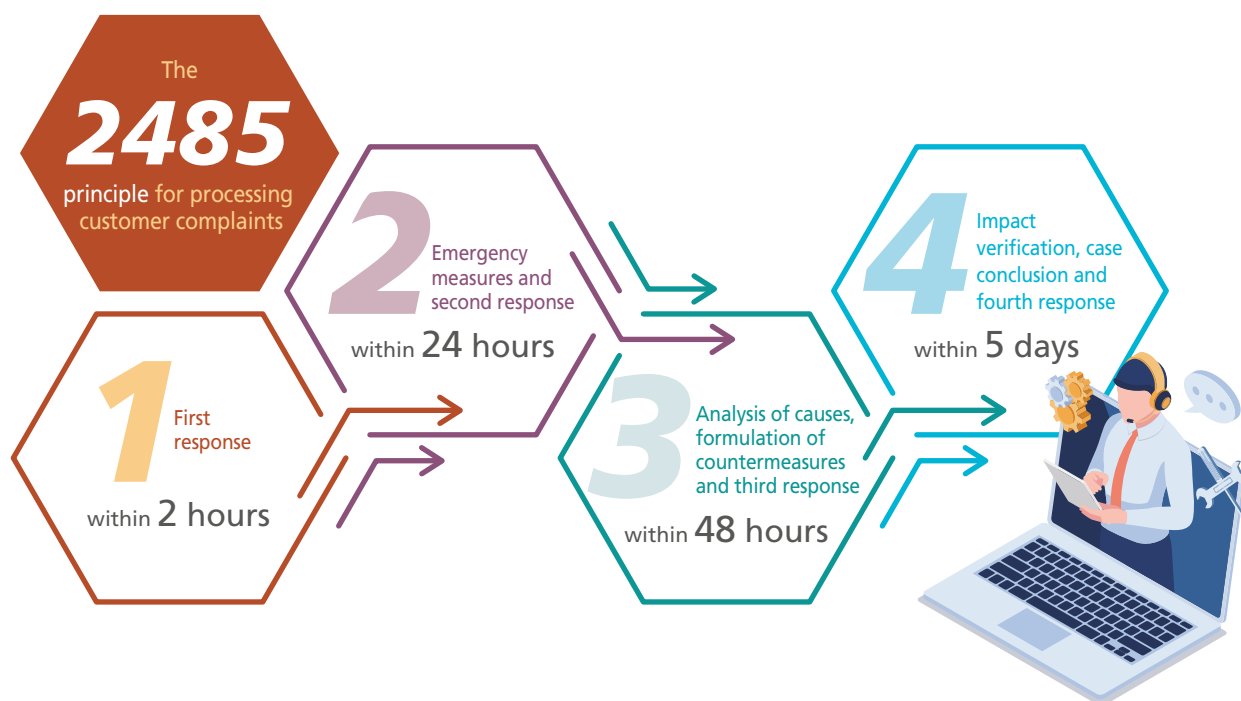 The
2485
principle for processing
customer complaints
1
First
response
within 2 hours
2
Emergency
measures and
second response
within 24 hours
3
Analysis of causes,
formulation of
countermeasures
and third response
within 48 hours
4
Impact
verification, case
conclusion and
fourth response
within 5 days